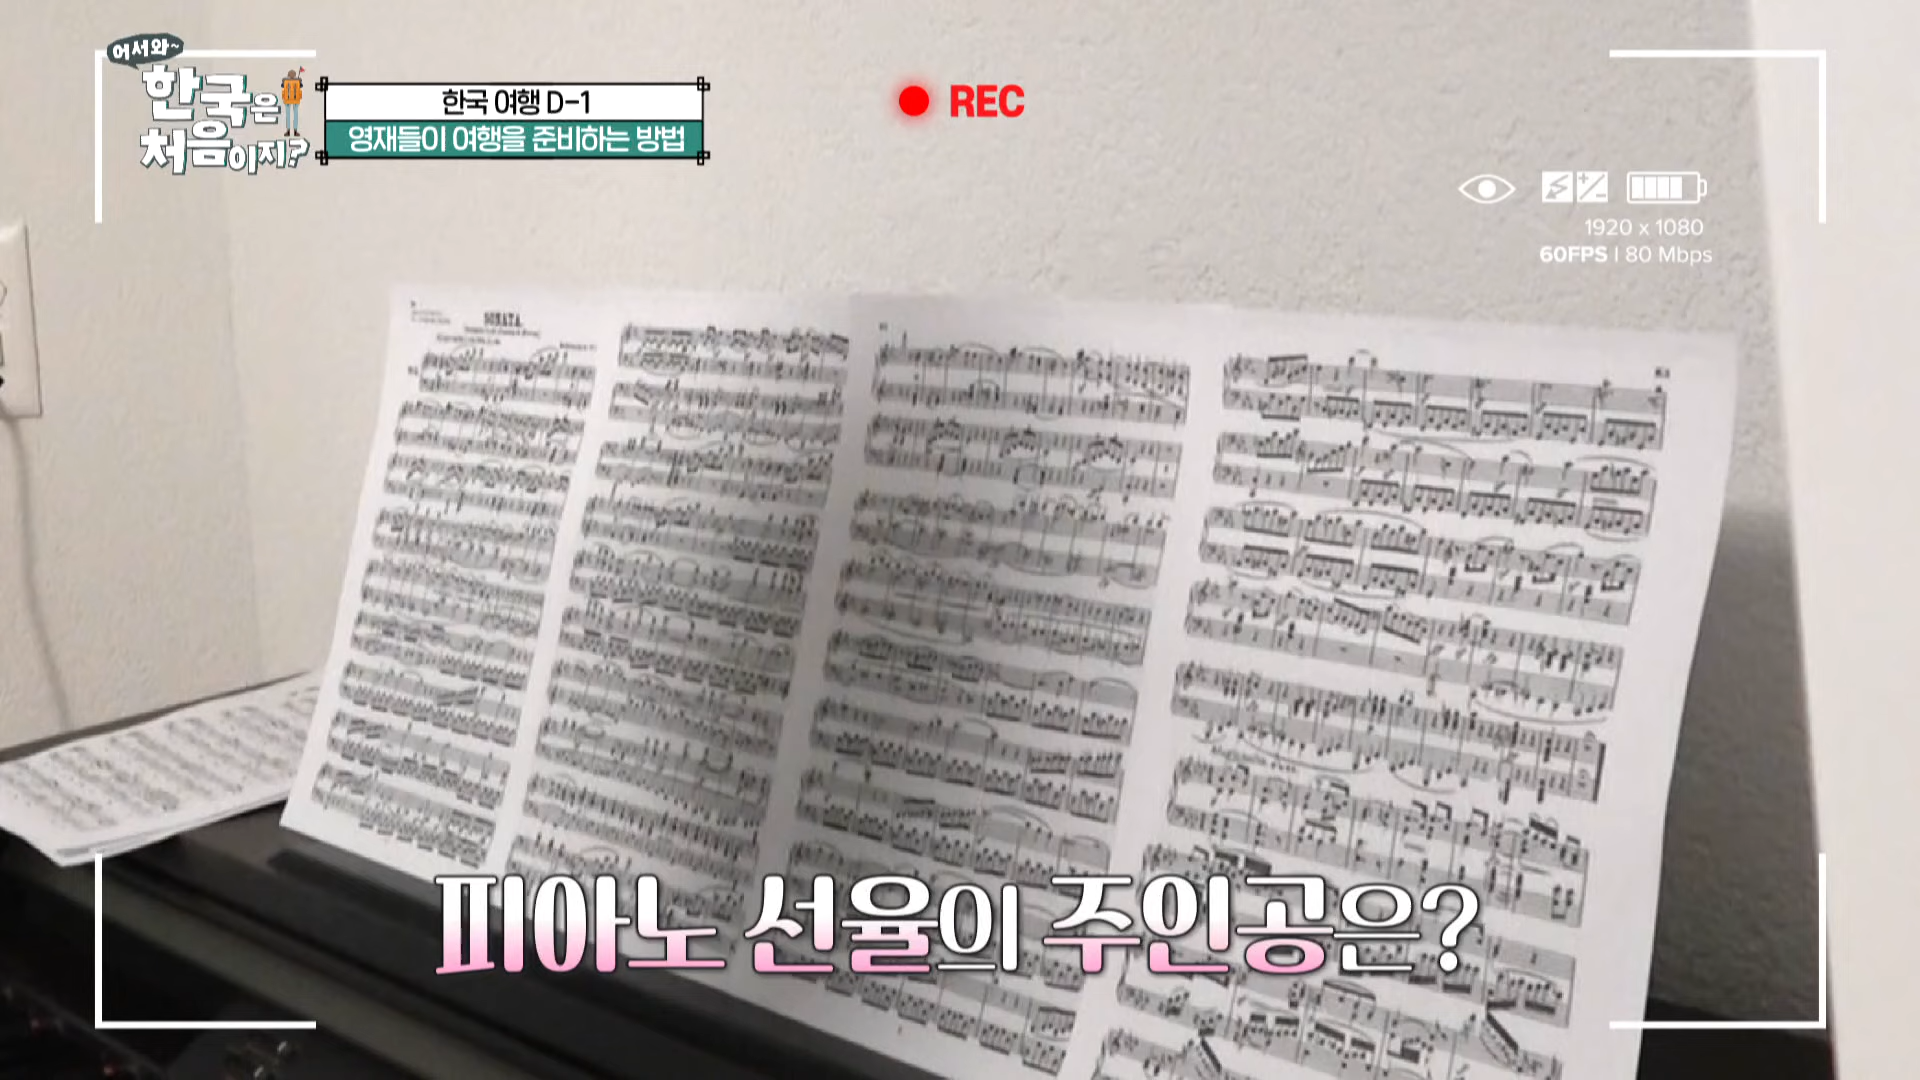 어서와~
한국은
처음이지?
한국 여행 D-1
영재들이 여행을 준비하는 방법
REC
1920 x 1080
60FPS | 80 Mbps
SONATA
피아노 선율의 주인공은?